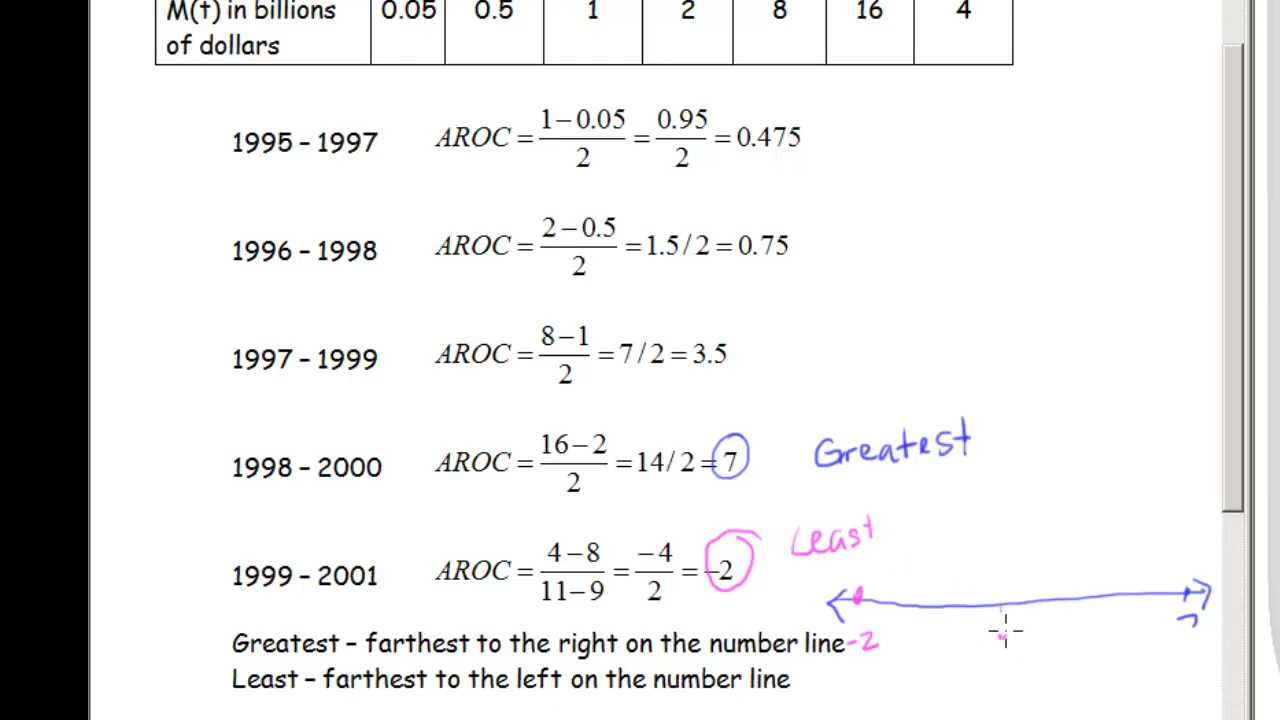 M(t) in billions of dollars 0.05 0.5 1 2 8 16 4
1995 – 1997 AROC = (1 – 0.05)/2 = 0.95/2 = 0.475
1996 – 1998 AROC = (2 – 0.5)/2 = 1.5 / 2 = 0.75
1997 – 1999 AROC = (8 – 1)/2 = 7 / 2 = 3.5
1998 – 2000 AROC = (16 – 2)/2 = 14 / 2 = 7 Greatest
1999 – 2001 AROC = (4 – 8)/(11 – 9) = –4/2 = –2 Least
7
Greatest – farthest to the right on the number line -2
Least – farthest to the left on the number line